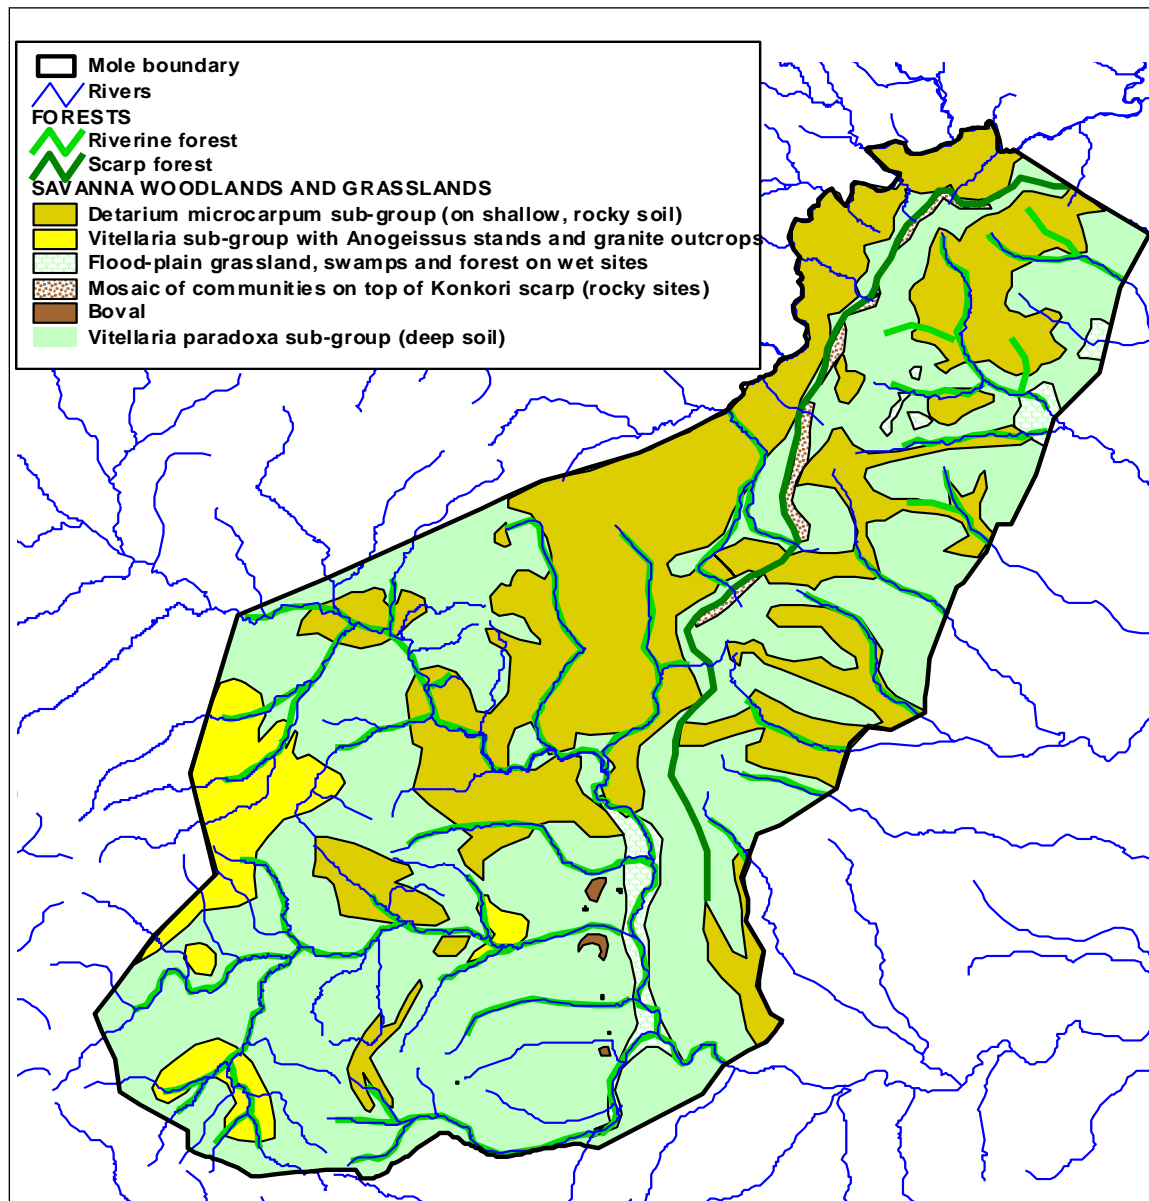 Mole boundary
Rivers
FORESTS
Riverine forest
Scarp forest
SAVANNA WOODLANDS AND GRASSLANDS
Detarium microcarpum sub-group (on shallow, rocky soil)
Vitellaria sub-group with Anogeissus stands and granite outcrops
Flood-plain grassland, swamps and forest on wet sites
Mosaic of communities on top of Konkori scarp (rocky sites)
Boval
Vitellaria paradoxa sub-group (deep soil)